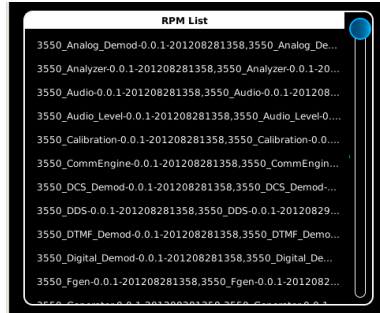 RPM List
3550_Analog_Demod-0.0.1-201208281358,3550_Analog_De...
3550_Analyzer-0.0.1-201208281358,3550_Analyzer-0.0.1-20...
3550_Audio-0.0.1-201208281358,3550_Audio-0.0.1-201208...
3550_Audio_Level-0.0.1-201208281358,3550_Audio_Level-0....
3550_Calibration-0.0.1-201208281358,3550_Calibration-0.0....
3550_CommEngine-0.0.1-201208281358,3550_CommEngin...
3550_DCS_Demod-0.0.1-201208281358,3550_DCS_Demod-...
3550_DDS-0.0.1-201208281358,3550_DDS-0.0.1-20120829...
3550_DTMF_Demod-0.0.1-201208281358,3550_DTMF_Demo...
3550_Digital_Demod-0.0.1-201208281358,3550_Digital_De...
3550_Fgen-0.0.1-201208281358,3550_Fgen-0.0.1-2012082...